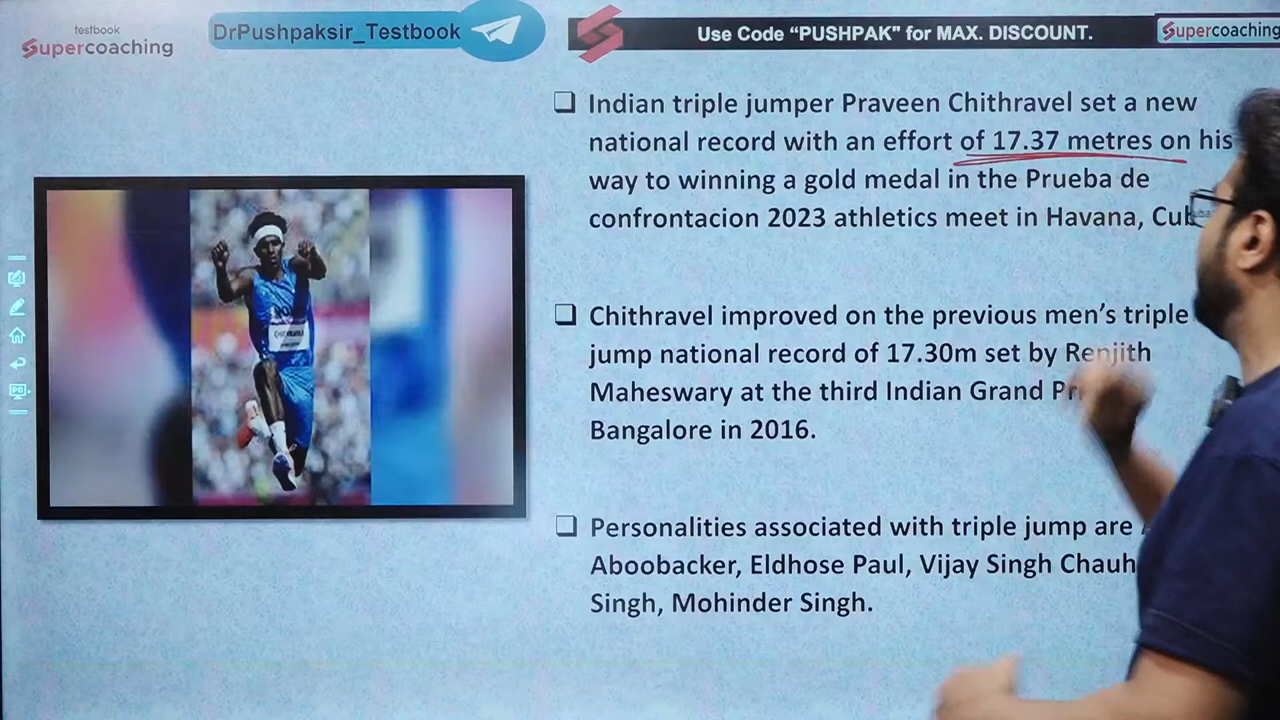 testbook
Supercoaching
DrPushpaksir_Testbook
Use Code “PUSHPAK" for MAX. DISCOUNT.
Supercoaching
❑ Indian triple jumper Praveen Chithravel set a new
national record with an effort of 17.37 metres on his
way to winning a gold medal in the Prueba de
confrontacion 2023 athletics meet in Havana, Cub
❑ Chithravel improved on the previous men’s triple
jump national record of 17.30m set by Renjith
Maheswary at the third Indian Grand Pr
Bangalore in 2016.
❑ Personalities associated with triple jump are
Aboobacker, Eldhose Paul, Vijay Singh Chauh
Singh, Mohinder Singh.